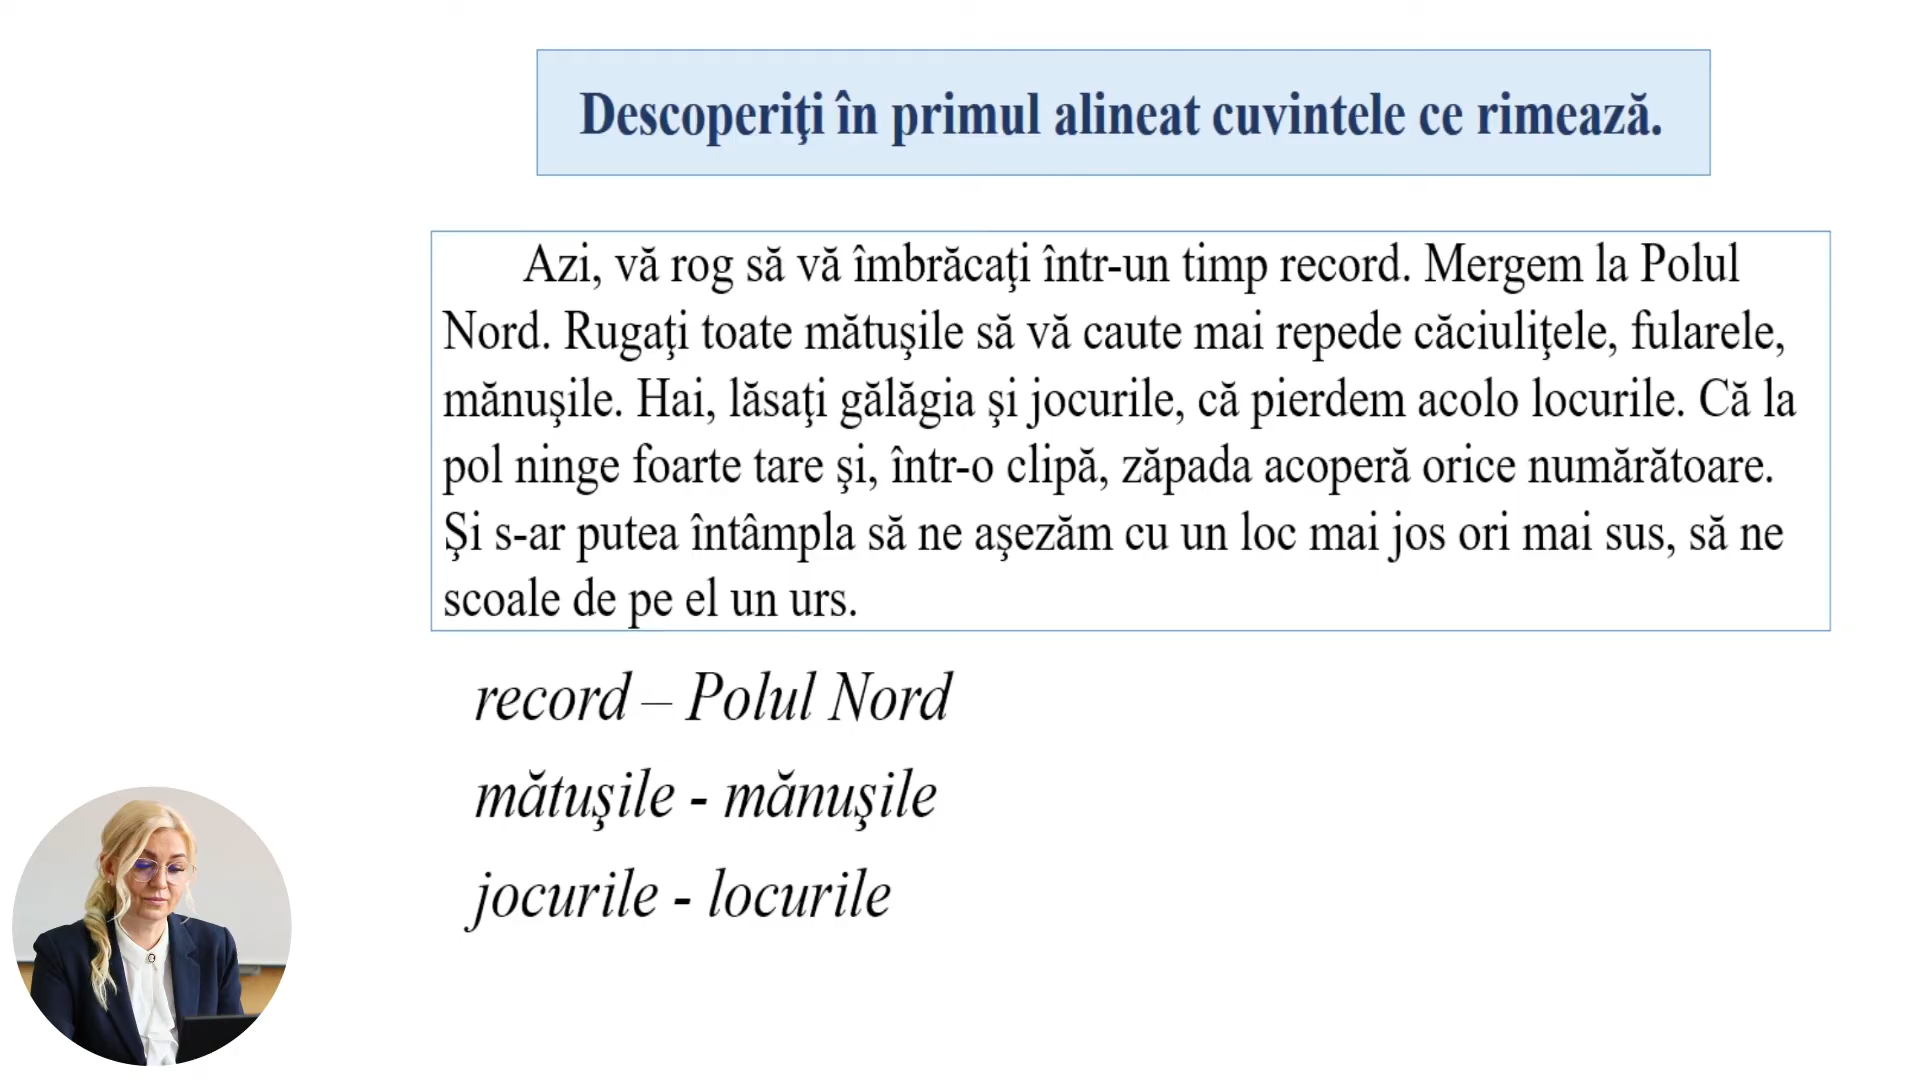 Descoperiţi în primul alineat cuvintele ce rimează.
Azi, vă rog să vă îmbrăcaţi într-un timp record. Mergem la Polul
Nord. Rugaţi toate mătuşile să vă caute mai repede căciuliţele, fularele,
mănuşile. Hai, lăsaţi gălăgia şi jocurile, că pierdem acolo locurile. Că la
pol ninge foarte tare şi, într-o clipă, zăpada acoperă orice numărătoare.
Şi s-ar putea întâmpla să ne aşezăm cu un loc mai jos ori mai sus, să ne
scoale de pe el un urs.
record – Polul Nord
mătuşile - mănuşile
jocurile - locurile